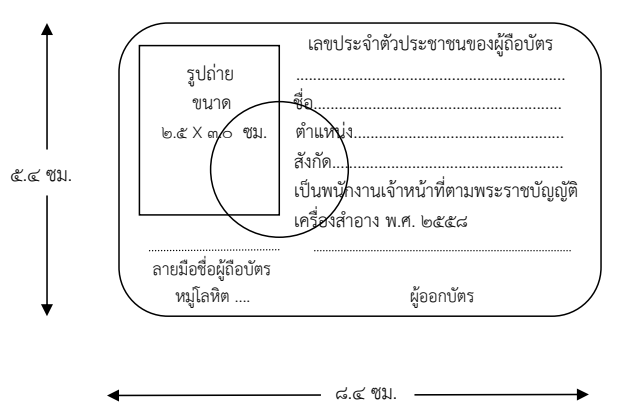 เลขประจำตัวประชาชนของผู้ถือบัตร
รูปถ่าย
ขนาด
๒.๕ X ๓.๐ ซม.
..................................................................
ชื่อ.............................................................
ตำแหน่ง....................................................
สังกัด.........................................................
เป็นพนักงานเจ้าหน้าที่ตามพระราชบัญญัติ
เครื่องสำอาง พ.ศ. ๒๕๕๘
๕.๔ ซม.
.................................
ลายมือชื่อผู้ถือบัตร
หมู่โลหิต ....
................................................................
ผู้ออกบัตร
๘.๔ ซม.